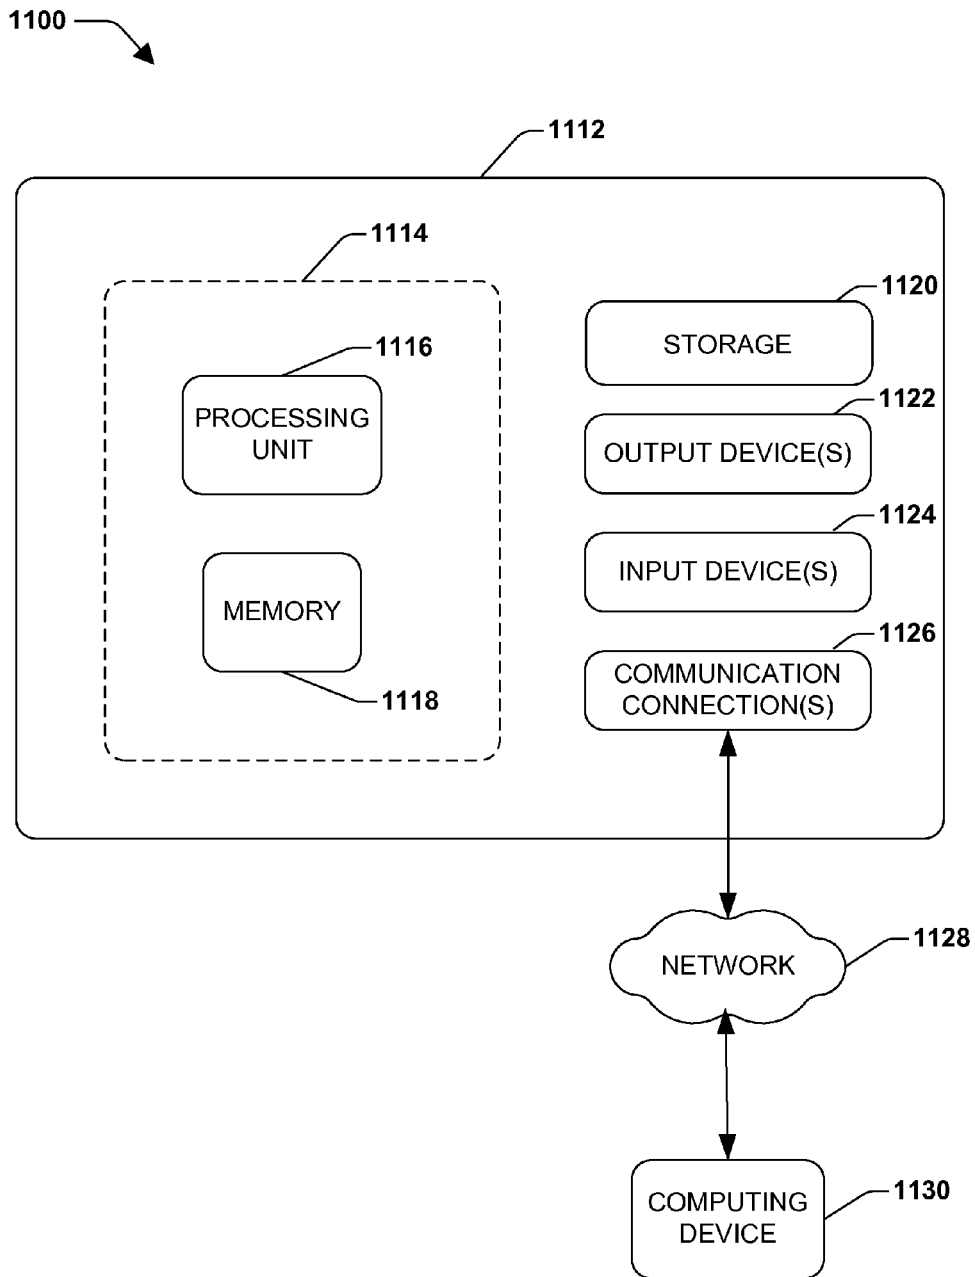 1100
1112
1114
1120
STORAGE
1116
PROCESSING
UNIT
1122
OUTPUT DEVICE(S)
1124
INPUT DEVICE(S)
MEMORY
1118
1126
COMMUNICATION
CONNECTION(S)
NETWORK
1128
COMPUTING
DEVICE
1130